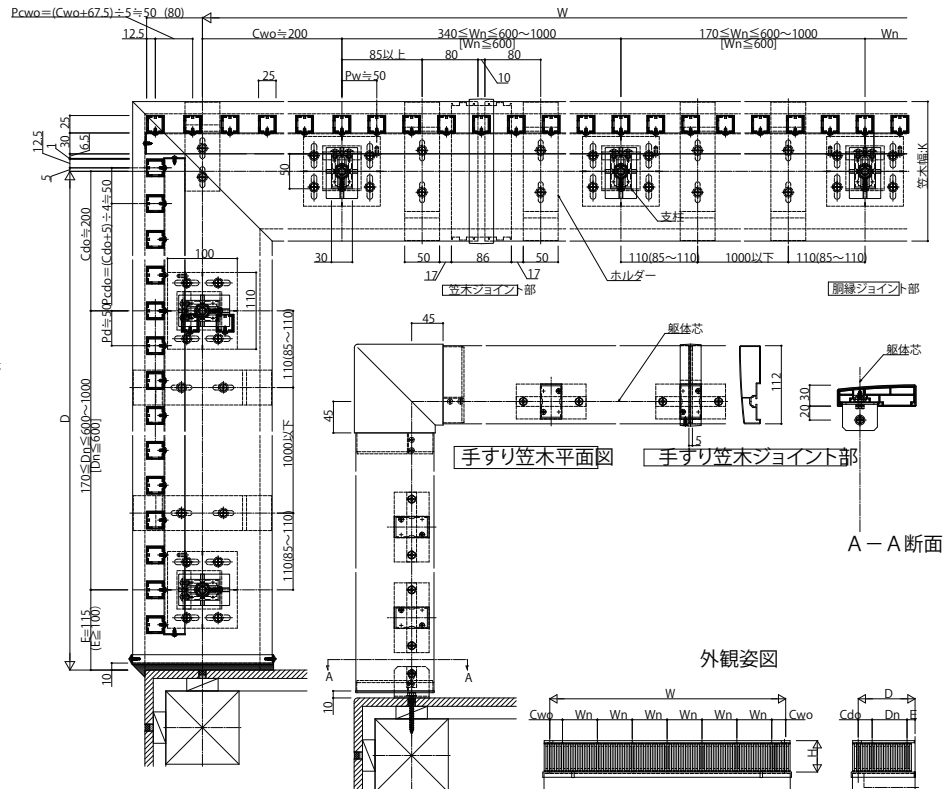 Pcwo=(Cwo+67.5)÷5≒50 (80)
W
12.5
Cwo≒200
340≦Wn≦600～1000
[Wn≦600]
170≦Wn≦600～1000
[Wn≦600]
Wn
85以上
80
80
10
25
Pw≒50
12.5
1
30
25
6.5
5
50
笠木幅:K
支柱
30
50
17
86
17
50
ホルダー
110(85～110)
1000以下
110(85～110)
笠木ジョイント部
胴縁ジョイント部
Cdo≒200
Pcdo=(Cdo+5)÷4≒50
Pd≒50
100
110
110(85～110)
1000以下
110(85～110)
D
170≦Dn≦600～1000
[Dn≦600]
E=115
(E≧100)
10
45
45
躯体芯
112
5
躯体芯
30
20
手すり笠木平面図
手すり笠木ジョイント部
A－A断面
A
A
10
外観姿図
W
Cwo
Wn
Wn
Wn
Wn
Wn
Wn
Cwo
H
D
Cdo
Dn
E